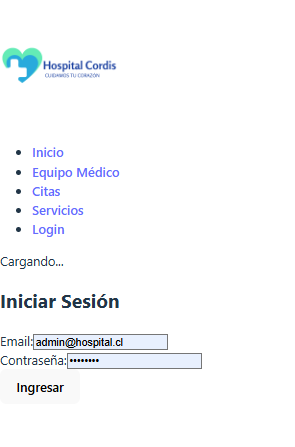 Hospital Cordis
CUIDAMOS TU CORAZON
Inicio
Equipo Médico
Citas
Servicios
Login
Cargando...
Iniciar Sesión
Email: admin@hospital.cl
Contraseña: ••••••••
Ingresar